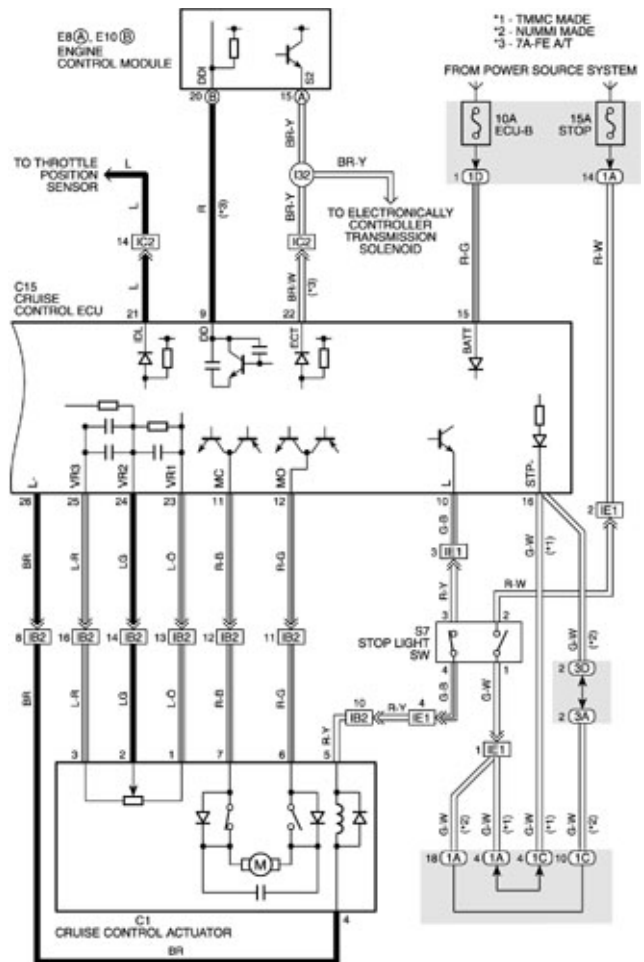 *1 - TMMC MADE
*2 - NUMMI MADE
*3 - 7A-FE A/T
E8 A, E10 B
ENGINE
CONTROL MODULE
DDI
S2
20 B
15 A
FROM POWER SOURCE SYSTEM
10A
ECU-B
15A
STOP
1 1D
14 1A
TO THROTTLE
POSITION
SENSOR
L
BR-Y
I32
BR-Y
L
R
(*3)
BR-Y
TO ELECTRONICALLY
CONTROLLER
TRANSMISSION
SOLENOID
R-G
R-W
14 IC2
IC2
L
BR-W
(*3)
C15
CRUISE
CONTROL ECU
21
9
22
15
IDL
DD
ECT
BATT
L-
VR3
VR2
VR1
MC
MO
L
STP-
26
25
24
23
11
12
10
16
2 IE1
BR
L-R
LG
L-O
R-B
R-G
G-B
3 IE1
R-Y
G-W
(*1)
R-W
G-W
(*2)
8 IB2
16 IB2
14 IB2
13 IB2
12 IB2
11 IB2
S7
STOP LIGHT
SW
3
2
4
1
2 3D
2 3A
BR
L-R
LG
L-O
R-B
R-G
R-Y
10
IB2
R-Y
4
IE1
G-B
G-W
1 IE1
3
2
1
7
6
5
G-W
(*2)
G-W
(*1)
G-W
(*1)
G-W
(*2)
M
18 1A
4 1A
4 1C
10 1C
C1
CRUISE CONTROL ACTUATOR
4
BR